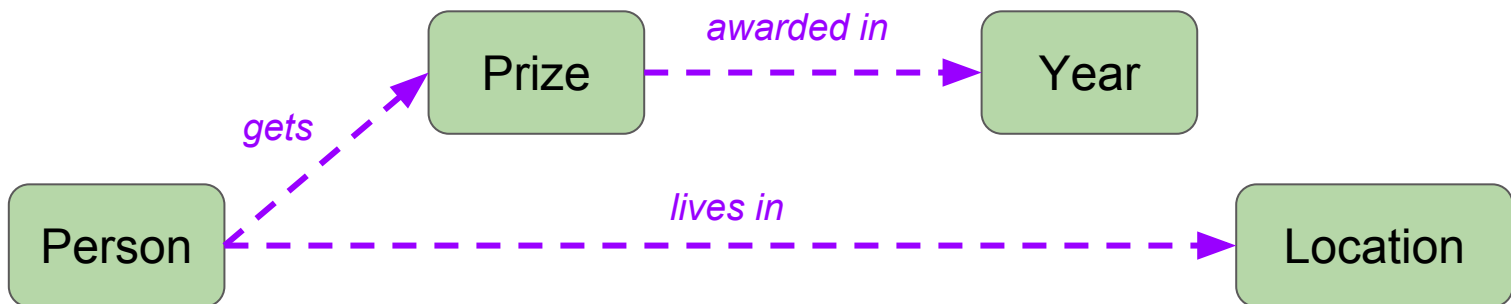 awarded in
Prize
Year
gets
lives in
Person
Location